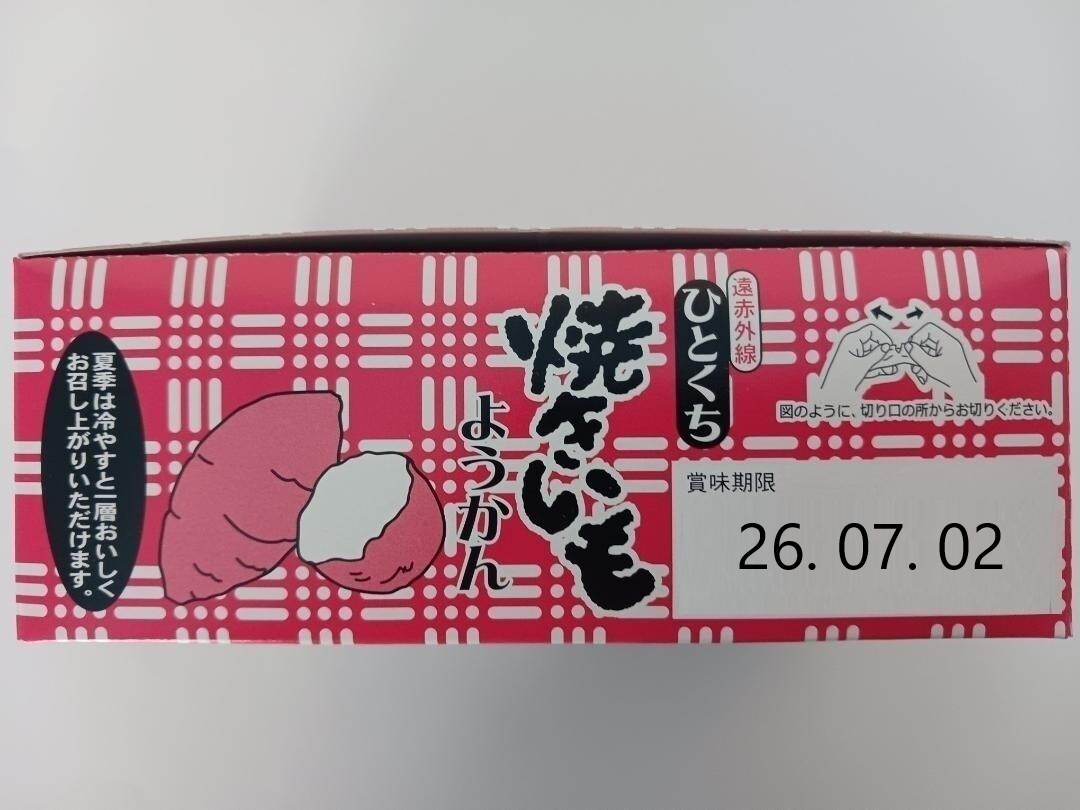 遠赤外線
ひとくち
焼きいも
ようかん
夏季は冷やすと一層おいしく
お召し上がりいただけます。
図のように、切り口の所からお切りください。
賞味期限
26. 07. 02